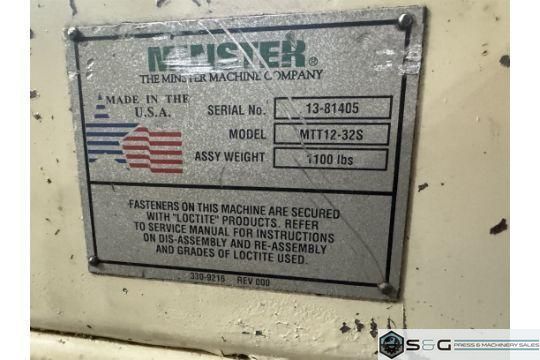 MINSTER®
THE MINSTER MACHINE COMPANY
MADE IN THE
U.S.A.
SERIAL No. 13-81405
MODEL MTT12-32S
ASSY WEIGHT 1100 lbs
FASTENERS ON THIS MACHINE ARE SECURED
WITH "LOCTITE" PRODUCTS. REFER
TO SERVICE MANUAL FOR INSTRUCTIONS
ON DIS-ASSEMBLY AND RE-ASSEMBLY
AND GRADES OF LOCTITE USED.
330-9216 REV 000
S&G PRESS & MACHINERY SALES